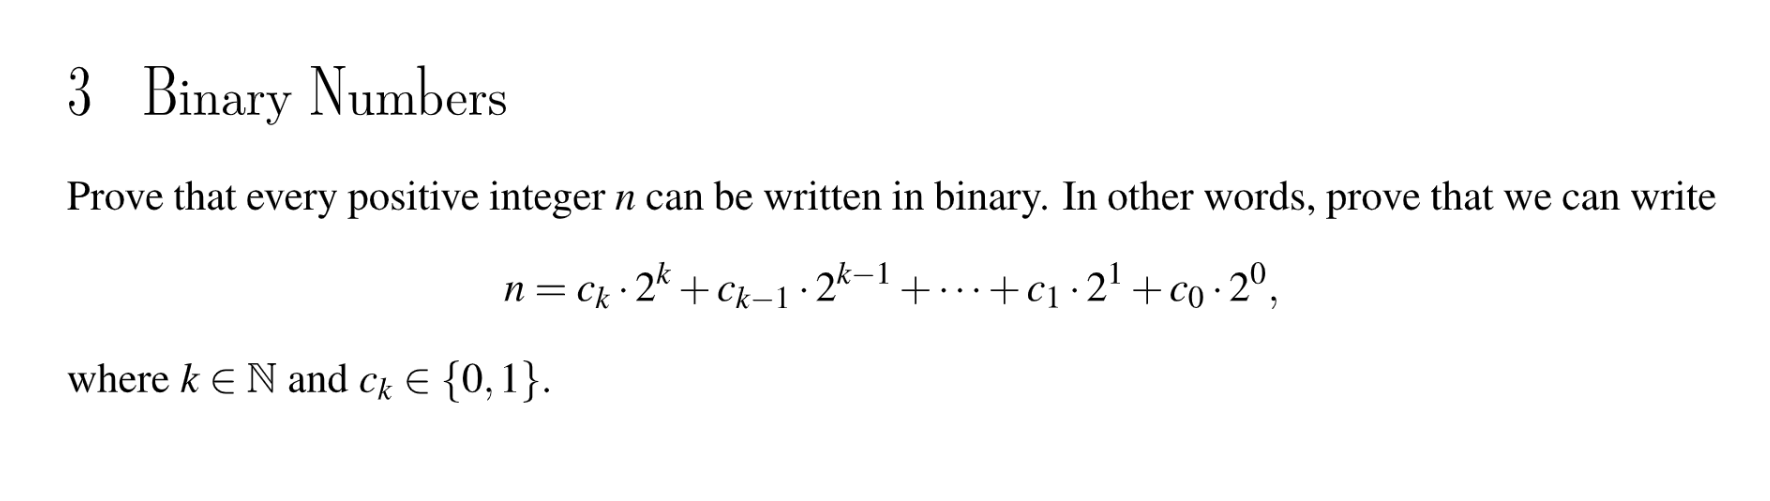 3 Binary Numbers
Prove that every positive integer n can be written in binary. In other words, prove that we can write
n = c_k · 2^k + c_{k−1} · 2^{k−1} + ··· + c_1 · 2^1 + c_0 · 2^0,
where k ∈ ℕ and c_k ∈ {0, 1}.